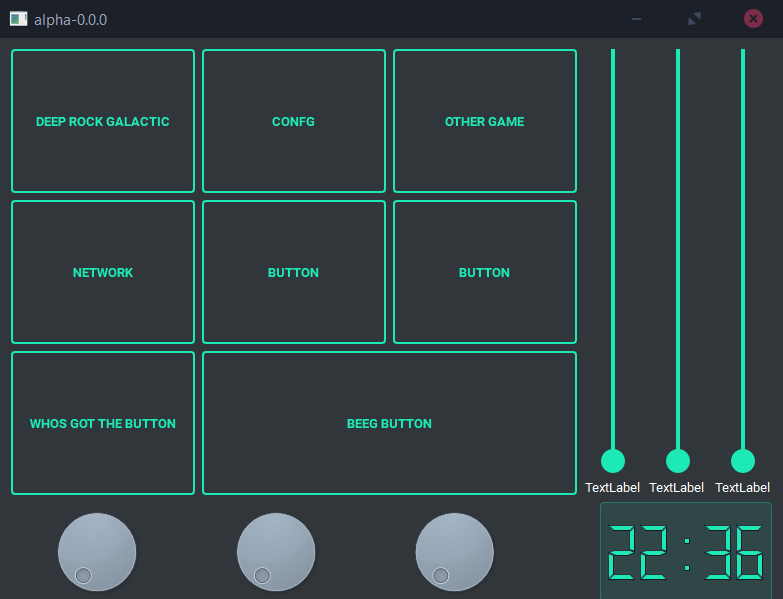 alpha-0.0.0
DEEP ROCK GALACTIC
CONFG
OTHER GAME
NETWORK
BUTTON
BUTTON
WHOS GOT THE BUTTON
BEEG BUTTON
TextLabel TextLabel TextLabel
22:36